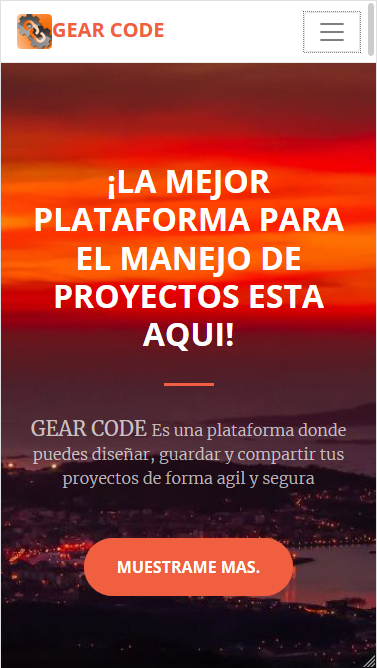 GEAR CODE
¡LA MEJOR
PLATAFORMA PARA
EL MANEJO DE
PROYECTOS ESTA
AQUI!
GEAR CODE Es una plataforma donde
puedes diseñar, guardar y compartir tus
proyectos de forma agil y segura
MUESTRAME MAS.